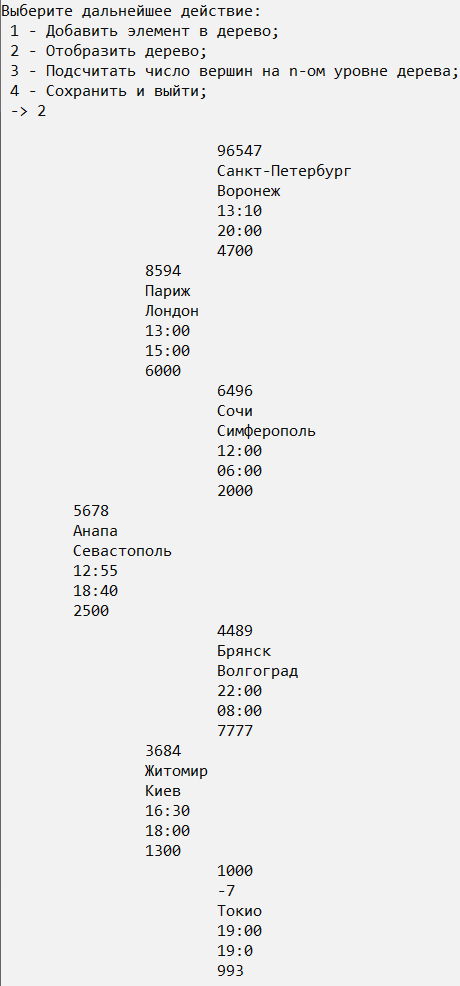 Выберите дальнейшее действие:
1 - Добавить элемент в дерево;
2 - Отобразить дерево;
3 - Подсчитать число вершин на n-ом уровне дерева;
4 - Сохранить и выйти;
-> 2
96547
Санкт-Петербург
Воронеж
13:10
20:00
4700
8594
Париж
Лондон
13:00
15:00
6000
6496
Сочи
Симферополь
12:00
06:00
2000
5678
Анапа
Севастополь
12:55
18:40
2500
4489
Брянск
Волгоград
22:00
08:00
7777
3684
Житомир
Киев
16:30
18:00
1300
1000
-7
Токио
19:00
19:0
993